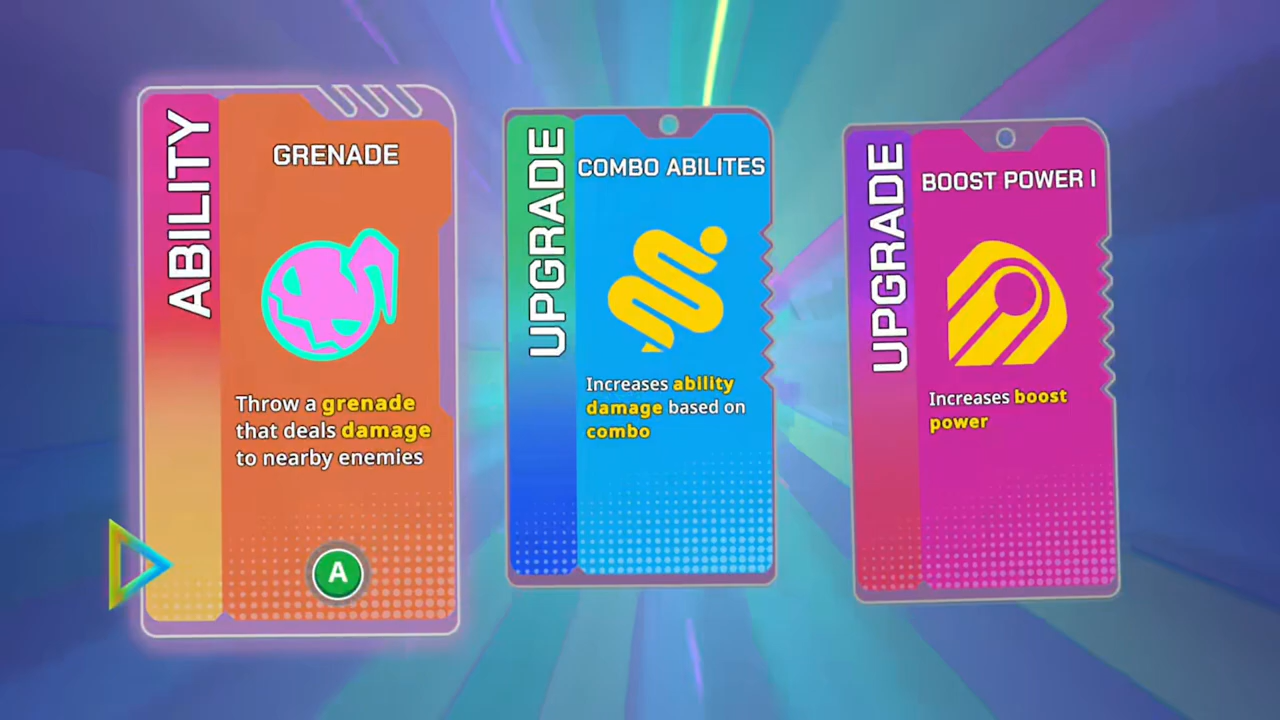 ABILITY
GRENADE
Throw a grenade
that deals damage
to nearby enemies
A
UPGRADE
COMBO ABILITES
Increases ability
damage based on
combo
UPGRADE
BOOST POWER I
Increases boost
power